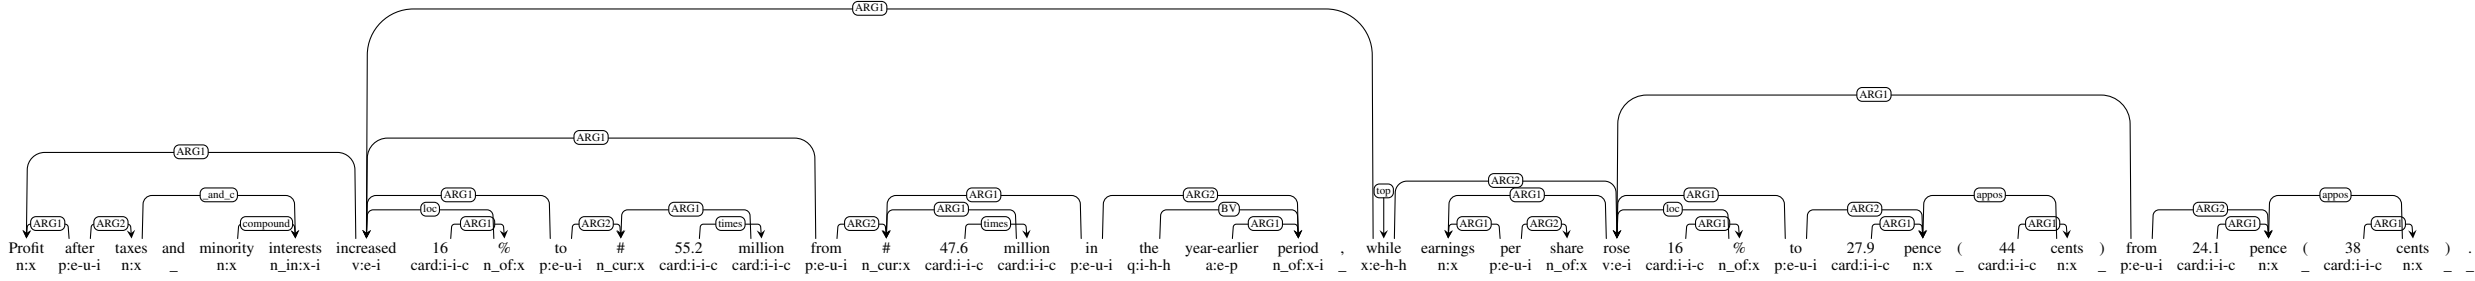 ARG1
ARG1
ARG1
ARG1
_and_c ARG1 ARG1 ARG1 ARG2 top ARG2 ARG1 ARG1 appos appos
loc ARG1 ARG1 BV loc ARG2 ARG2
ARG1 ARG2 compound ARG1 ARG2 times ARG2 times ARG1 ARG1 ARG2 ARG1 ARG1 ARG1 ARG1 ARG1
Profit after taxes and minority interests increased 16 % to # 55.2 million from # 47.6 million in the year-earlier period , while earnings per share rose 16 % to 27.9 pence ( 44 cents ) from 24.1 pence ( 38 cents ) .
n:x p:e-u-i n:x _ n:x n_in:x-i v:e-i card:i-i-c n_of:x p:e-u-i n_cur:x card:i-i-c card:i-i-c p:e-u-i n_cur:x card:i-i-c card:i-i-c p:e-u-i q:i-h-h a:e-p n_of:x-i _ x:e-h-h n:x p:e-u-i n_of:x v:e-i card:i-i-c n_of:x p:e-u-i card:i-i-c n:x _ card:i-i-c n:x _ p:e-u-i card:i-i-c n:x _ card:i-i-c n:x _ _